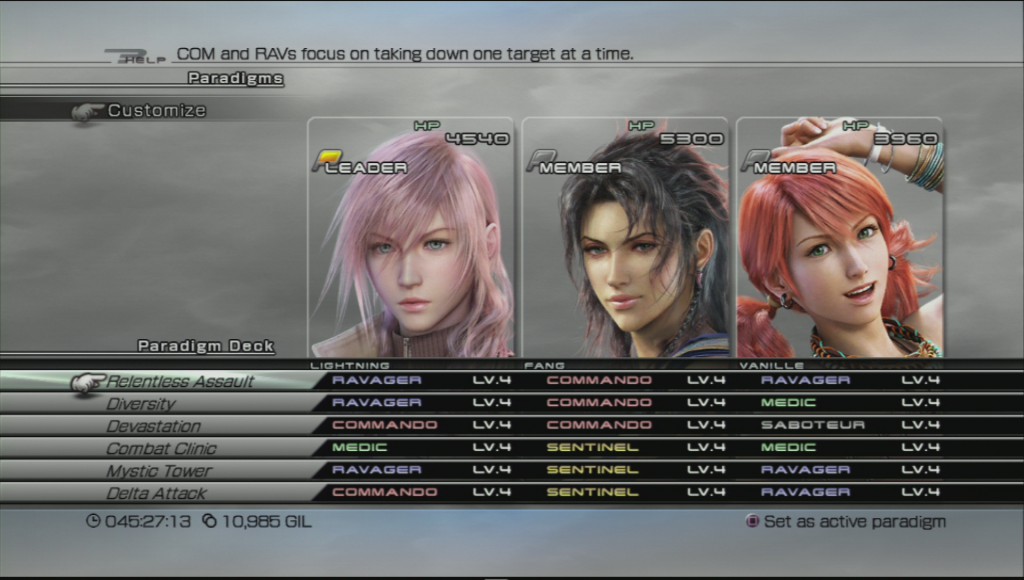 HELP COM and RAVs focus on taking down one target at a time.
Paradigms
Customize
HP 4540 HP 5300 HP 3960
LEADER MEMBER MEMBER
Paradigm Deck
LIGHTNING FANG VANILLE
Relentless Assault RAVAGER LV.4 COMMANDO LV.4 RAVAGER LV.4
Diversity RAVAGER LV.4 COMMANDO LV.4 MEDIC LV.4
Devastation COMMANDO LV.4 COMMANDO LV.4 SABOTEUR LV.4
Combat Clinic MEDIC LV.4 SENTINEL LV.4 MEDIC LV.4
Mystic Tower RAVAGER LV.4 SENTINEL LV.4 RAVAGER LV.4
Delta Attack COMMANDO LV.4 SENTINEL LV.4 RAVAGER LV.4
045:27:13 10,985 GIL Set as active paradigm